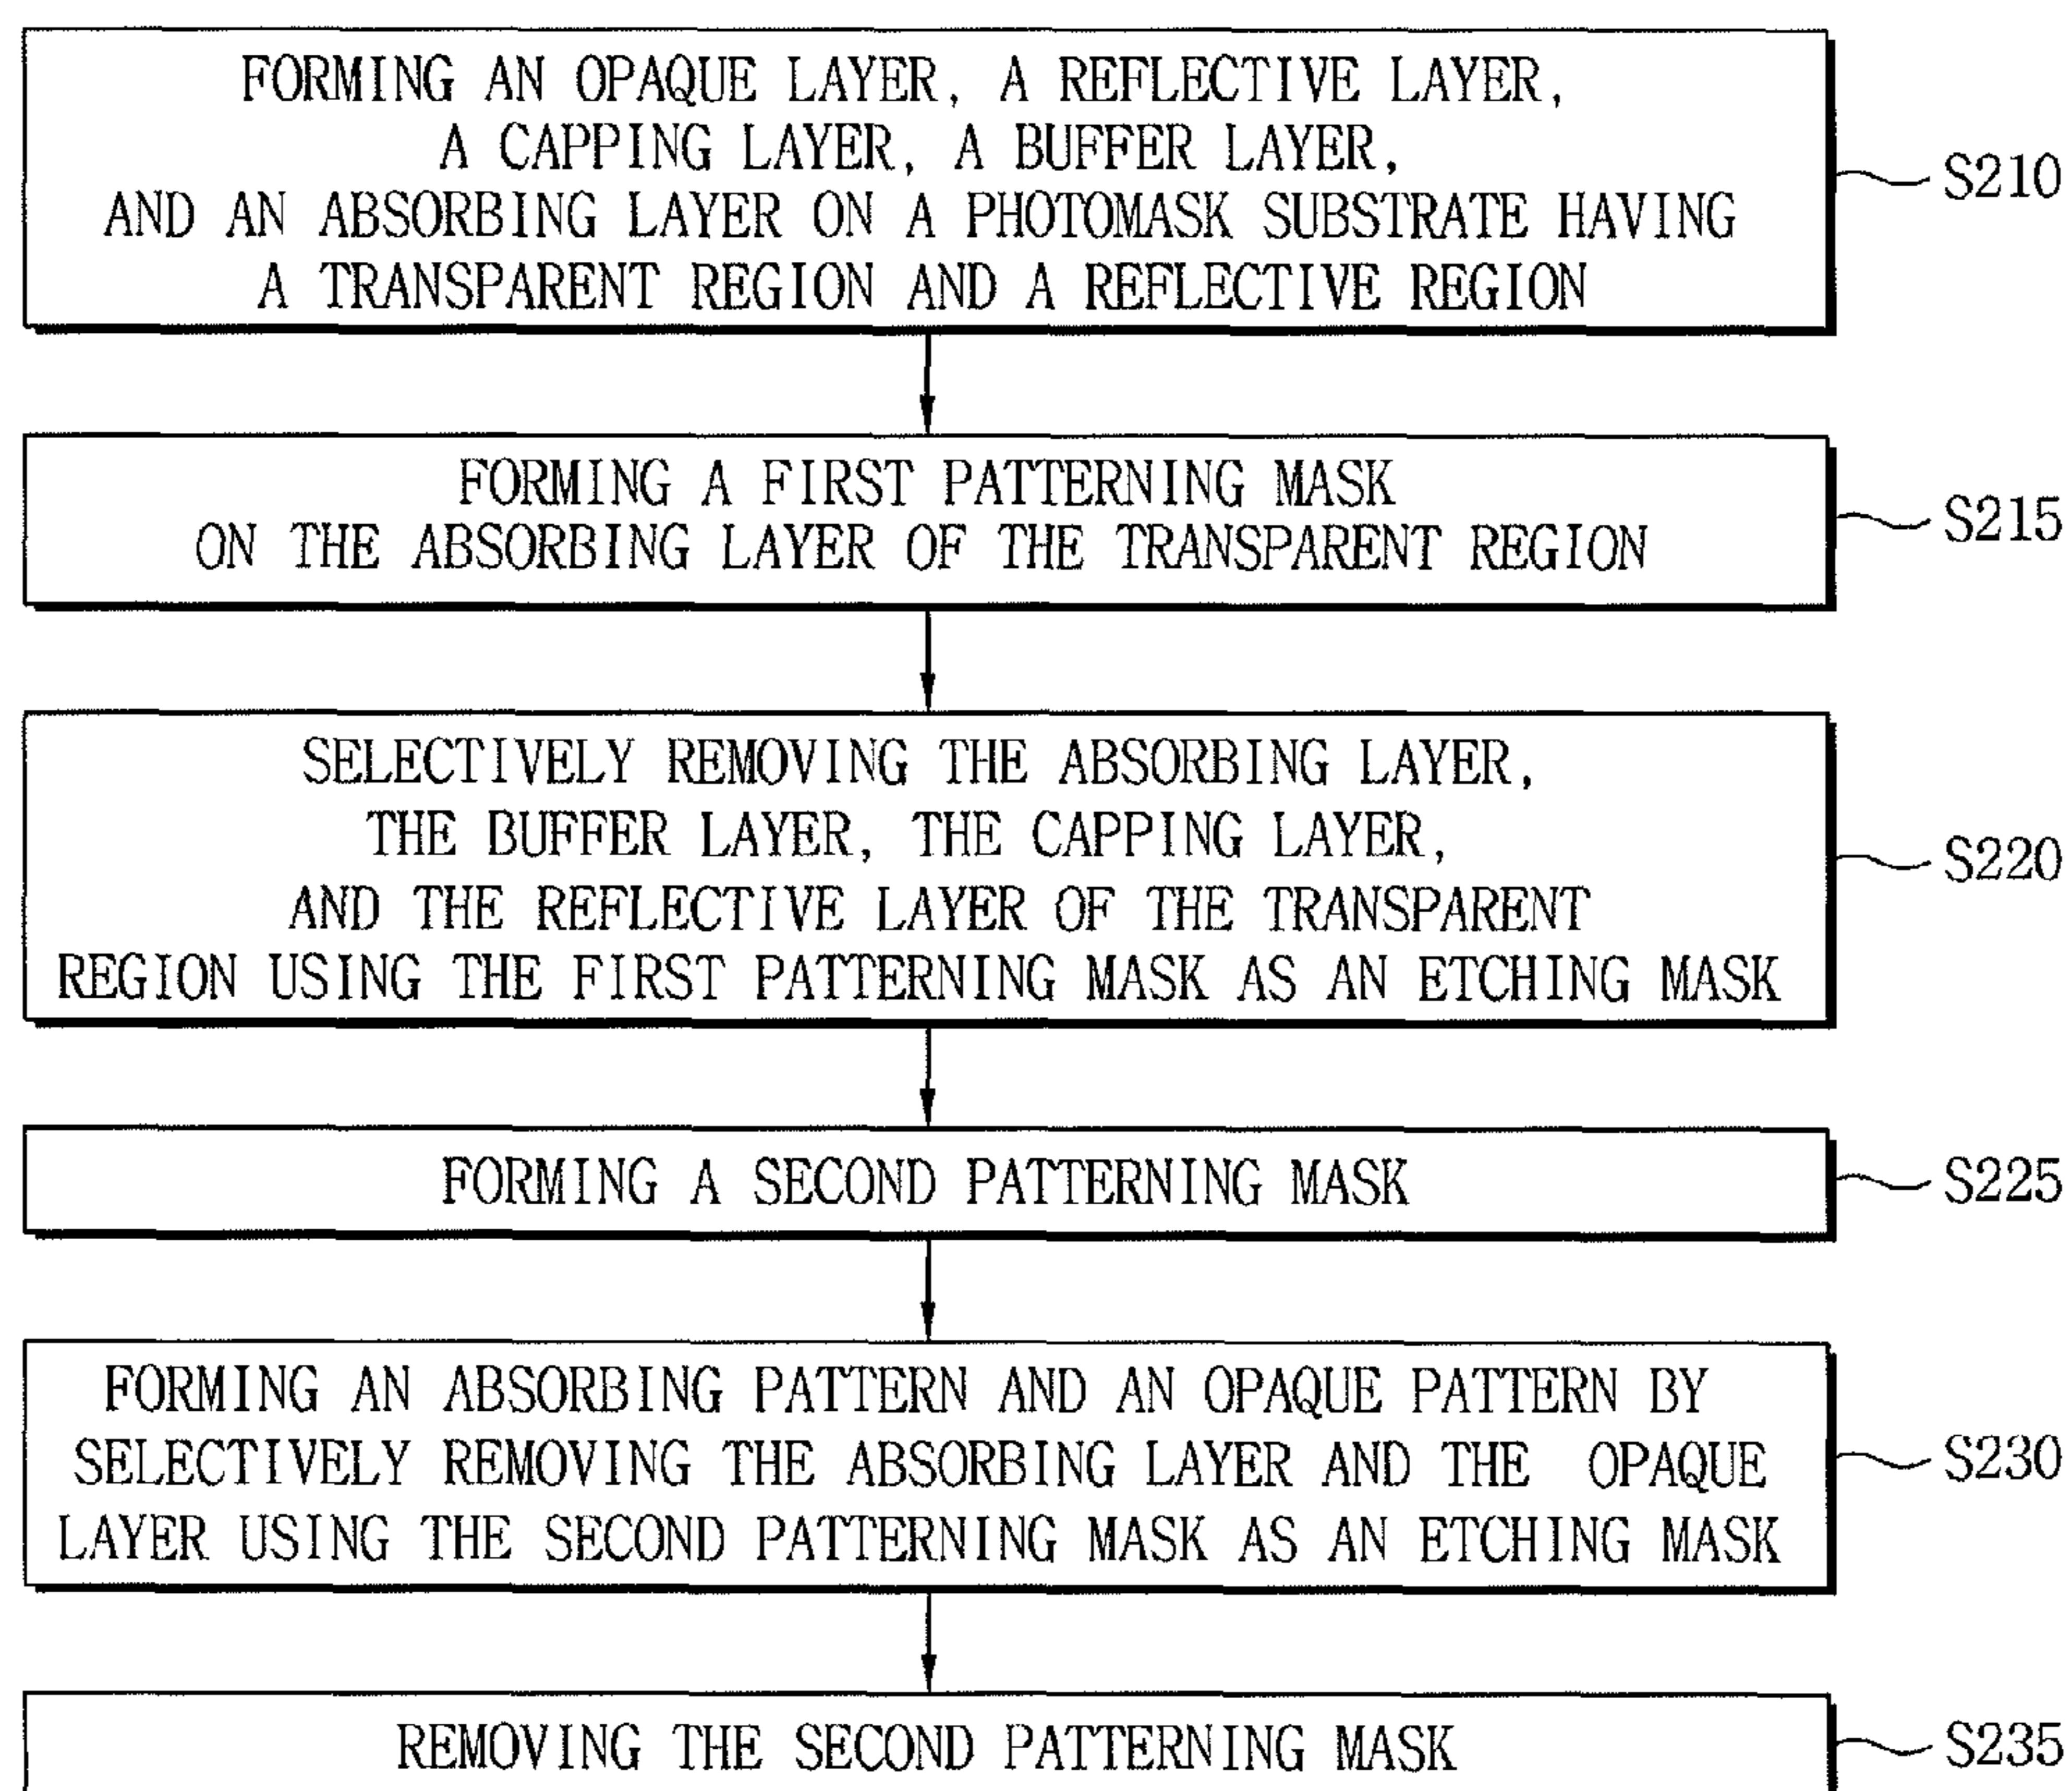 FORMING AN OPAQUE LAYER, A REFLECTIVE LAYER,
A CAPPING LAYER, A BUFFER LAYER,
AND AN ABSORBING LAYER ON A PHOTOMASK SUBSTRATE HAVING
A TRANSPARENT REGION AND A REFLECTIVE REGION
S210
FORMING A FIRST PATTERNING MASK
ON THE ABSORBING LAYER OF THE TRANSPARENT REGION
S215
SELECTIVELY REMOVING THE ABSORBING LAYER,
THE BUFFER LAYER, THE CAPPING LAYER,
AND THE REFLECTIVE LAYER OF THE TRANSPARENT
REGION USING THE FIRST PATTERNING MASK AS AN ETCHING MASK
S220
FORMING A SECOND PATTERNING MASK
S225
FORMING AN ABSORBING PATTERN AND AN OPAQUE PATTERN BY
SELECTIVELY REMOVING THE ABSORBING LAYER AND THE OPAQUE
LAYER USING THE SECOND PATTERNING MASK AS AN ETCHING MASK
S230
REMOVING THE SECOND PATTERNING MASK
S235